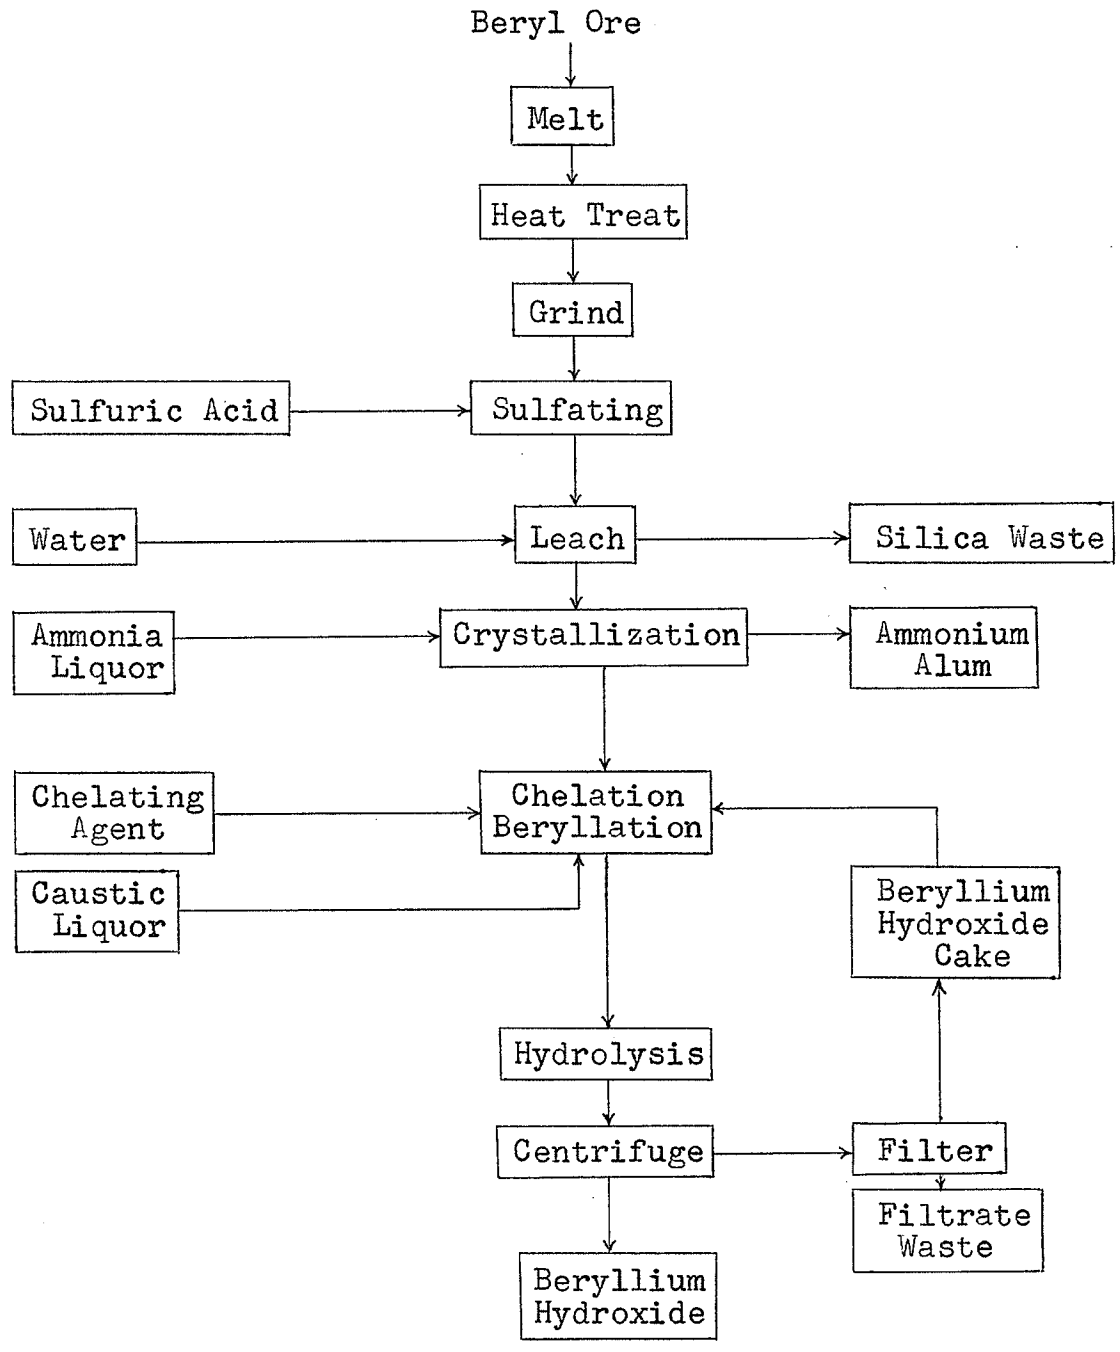 Beryl Ore
Melt
Heat Treat
Grind
Sulfuric Acid
Sulfating
Water
Leach
Silica Waste
Ammonia
Liquor
Crystallization
Ammonium
Alum
Chelating
Agent
Chelation
Beryllation
Caustic
Liquor
Beryllium
Hydroxide
Cake
Hydrolysis
Centrifuge
Filter
Filtrate
Waste
Beryllium
Hydroxide